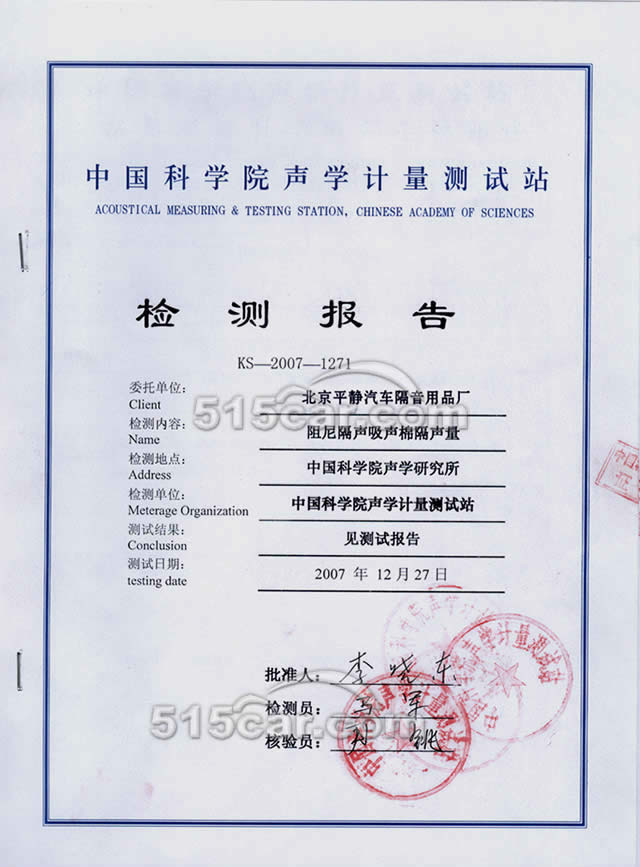 中国科学院声学计量测试站
ACOUSTICAL MEASURING & TESTING STATION, CHINESE ACADEMY OF SCIENCES
检测报告
KS—2007—1271
委托单位: 北京平静汽车隔音用品厂
Client
检测内容: 阻尼隔声吸声棉隔声量
Name
检测地点: 中国科学院声学研究所
Address
检测单位: 中国科学院声学计量测试站
Meterage Organization
测试结果: 见测试报告
Conclusion
测试日期: 2007 年 12月27日
testing date
批准人: 李晓东
检测员:
核验员:
515car.com
515car.com